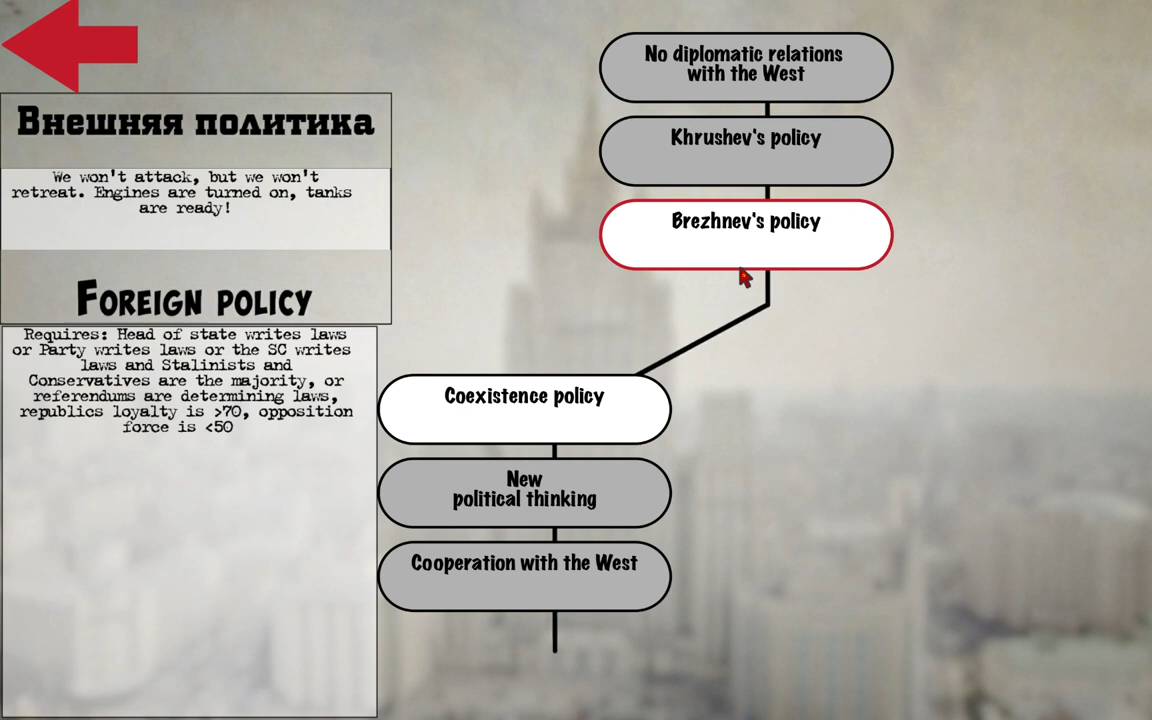 Внешняя политика
We won't attack, but we won't
retreat. Engines are turned on, tanks
are ready!
Foreign policy
Requires: Head of state writes laws
or Party writes laws or the SC writes
laws and Stalinists and
Conservatives are the majority, or
referendums are determining laws,
republics loyalty is >70, opposition
force is <50
No diplomatic relations
with the West
Khrushev's policy
Brezhnev's policy
Coexistence policy
New
political thinking
Cooperation with the West